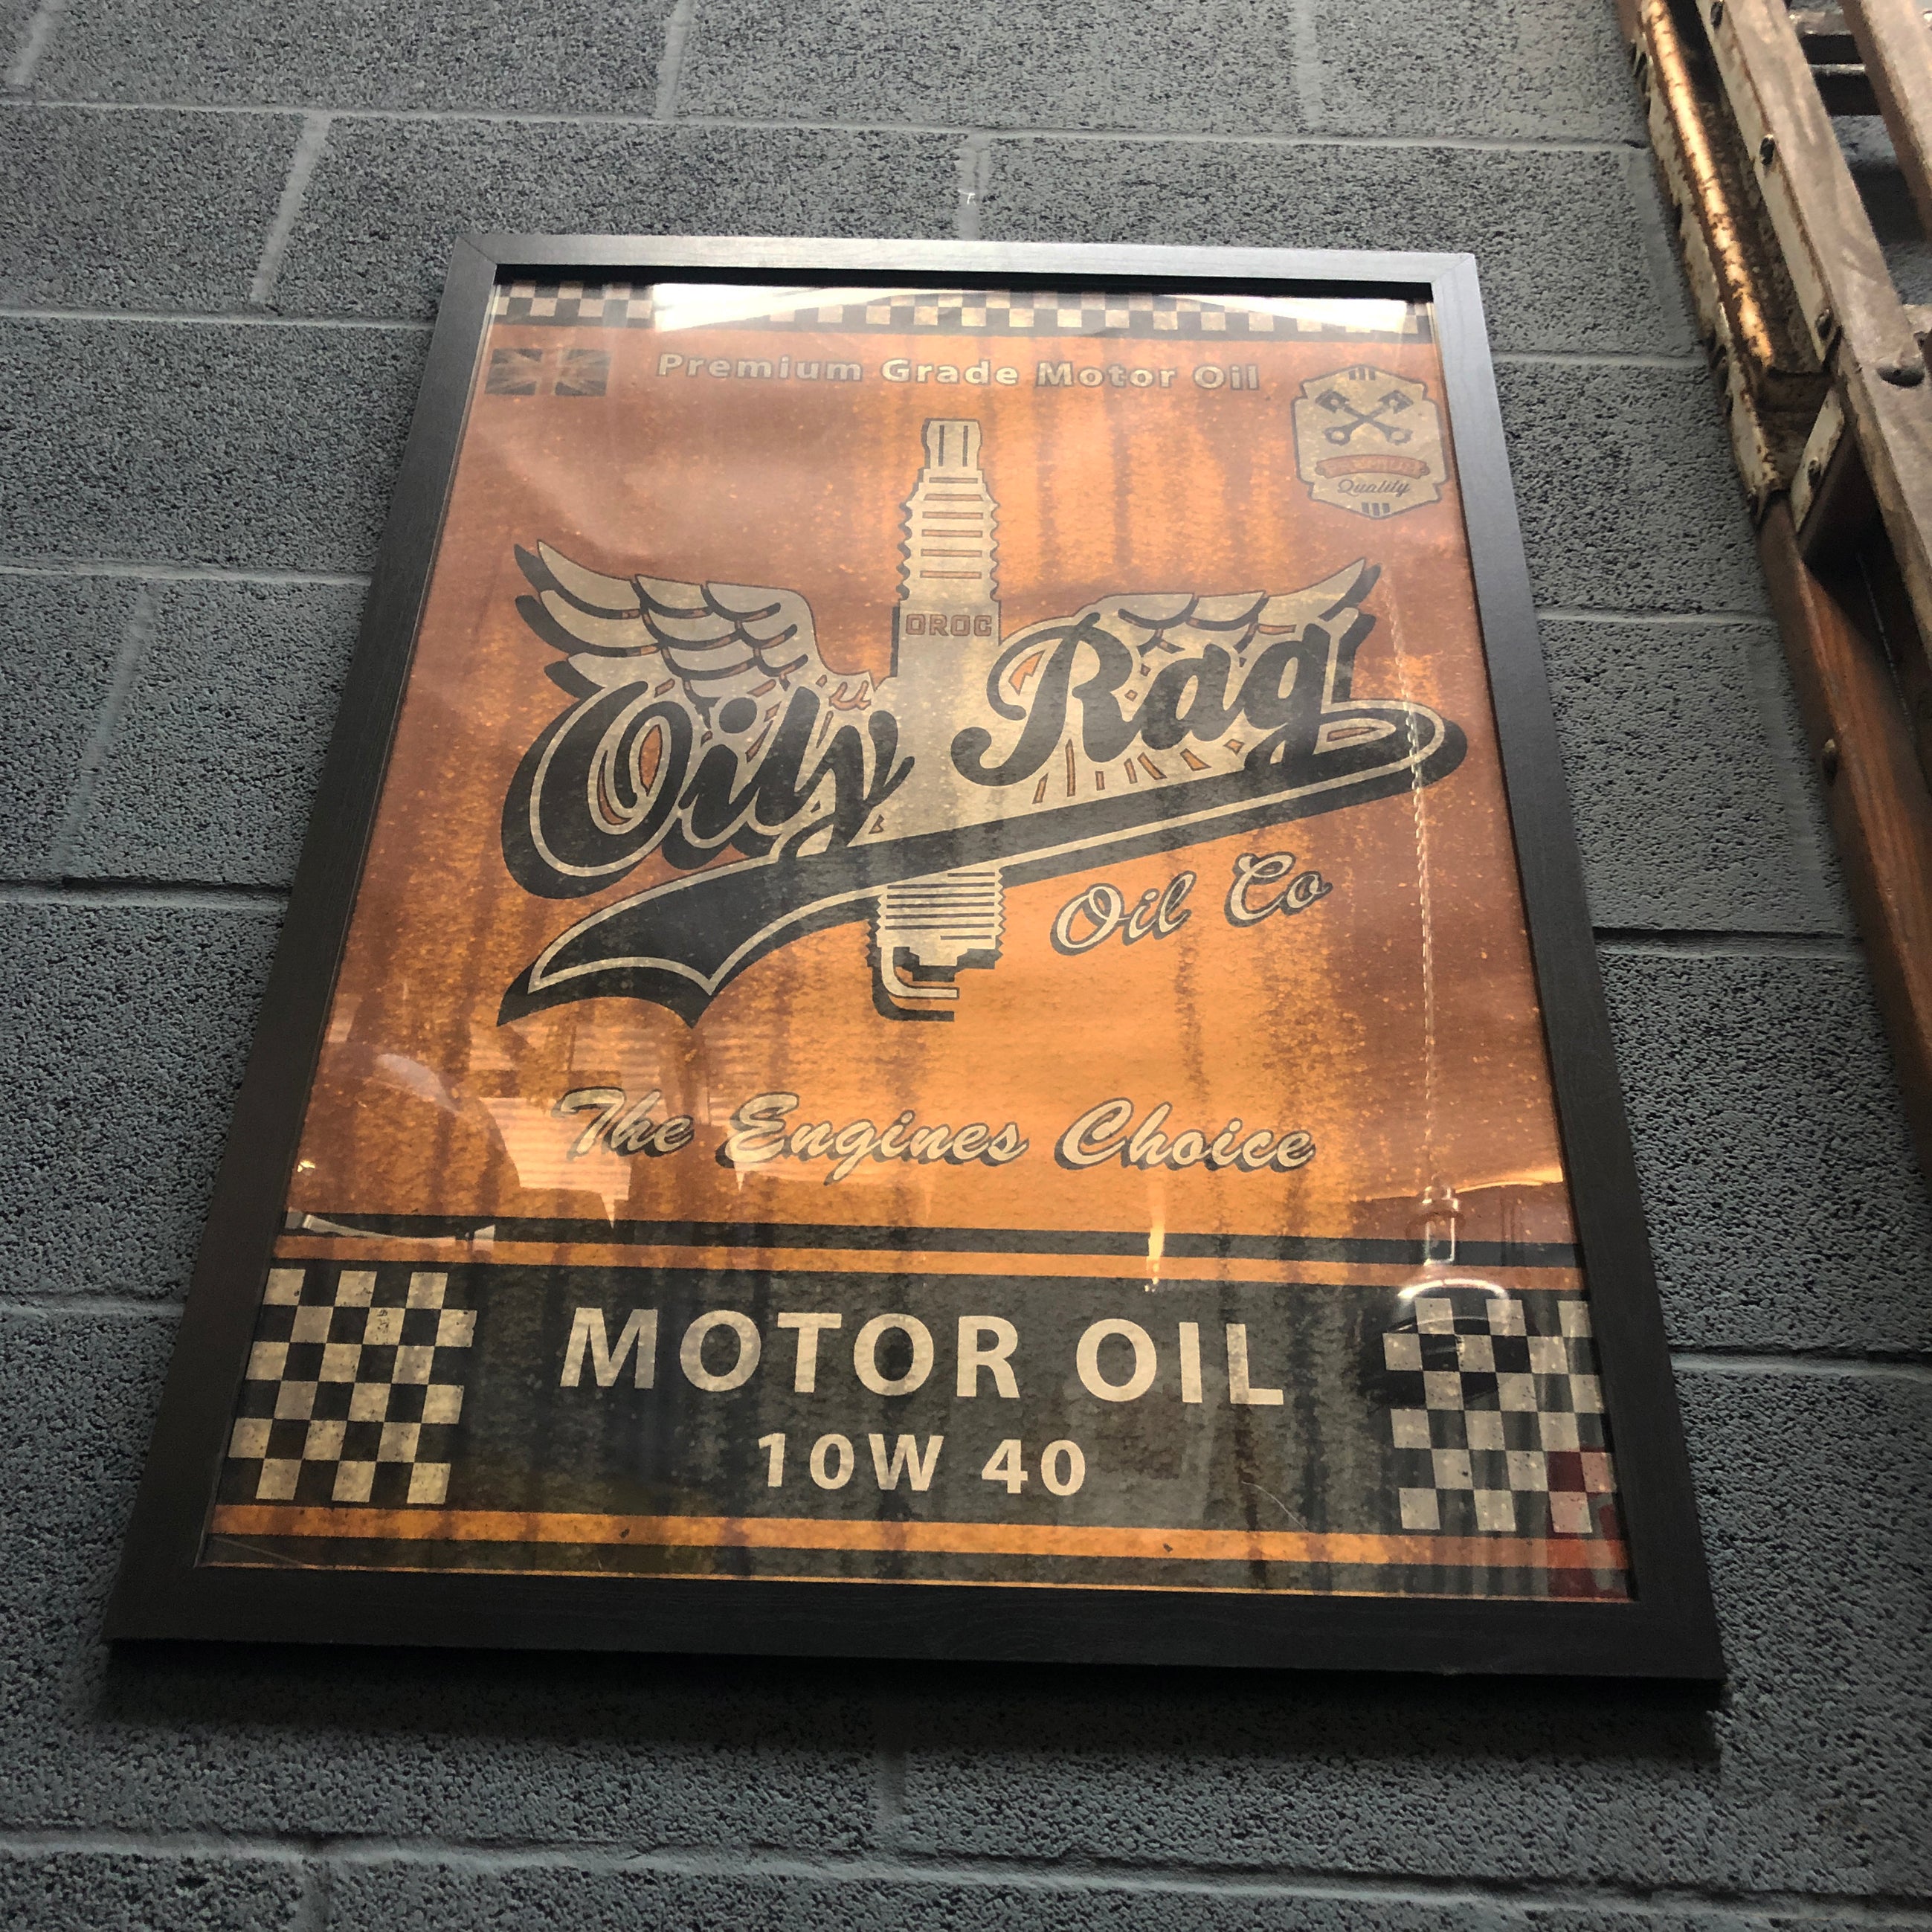 Premium Grade Motor Oil
Quality
OROC
Oily Rag
Oil Co
The Engines Choice
MOTOR OIL
10W 40